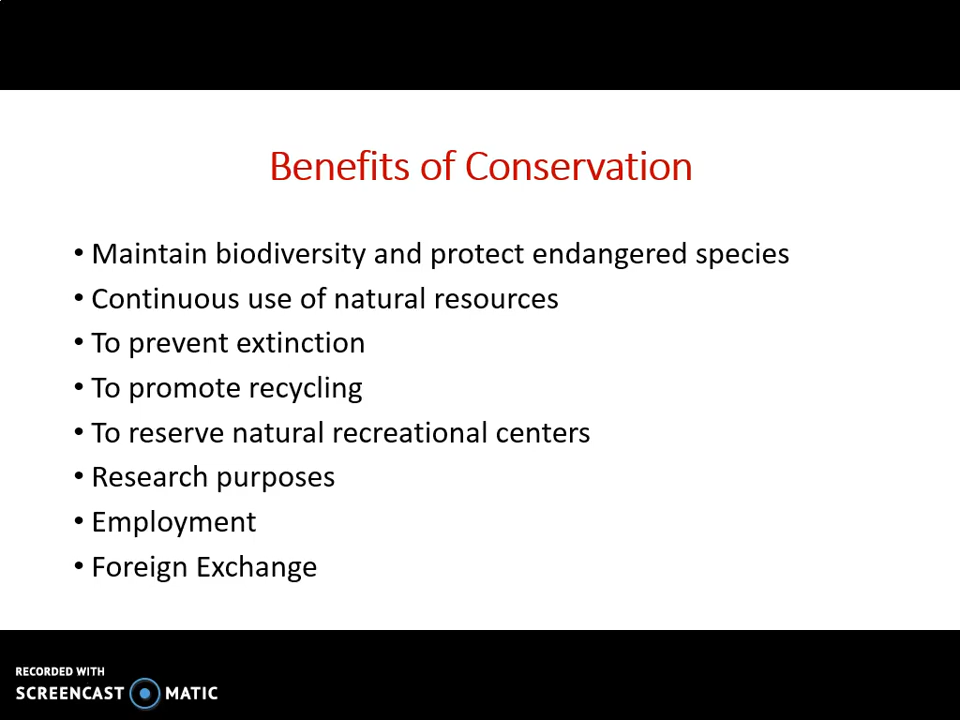 Benefits of Conservation
• Maintain biodiversity and protect endangered species
• Continuous use of natural resources
• To prevent extinction
• To promote recycling
• To reserve natural recreational centers
• Research purposes
• Employment
• Foreign Exchange
RECORDED WITH
SCREENCAST MATIC